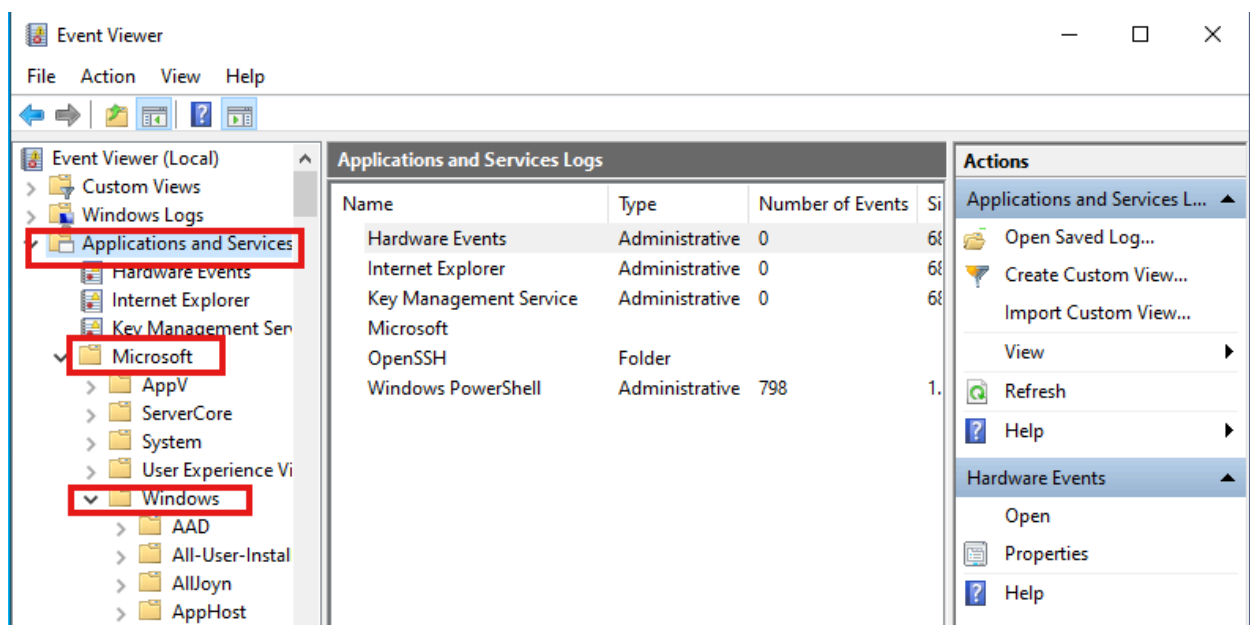 Event Viewer
File Action View Help
Event Viewer (Local)
Custom Views
Windows Logs
Applications and Services
Hardware Events
Internet Explorer
Key Management Ser
Microsoft
AppV
ServerCore
System
User Experience Vi
Windows
AAD
All-User-Instal
AllJoyn
AppHost
Applications and Services Logs
Name Type Number of Events Si
Hardware Events Administrative 0 68
Internet Explorer Administrative 0 68
Key Management Service Administrative 0 68
Microsoft
OpenSSH Folder
Windows PowerShell Administrative 798 1.
Actions
Applications and Services L...
Open Saved Log...
Create Custom View...
Import Custom View...
View
Refresh
Help
Hardware Events
Open
Properties
Help